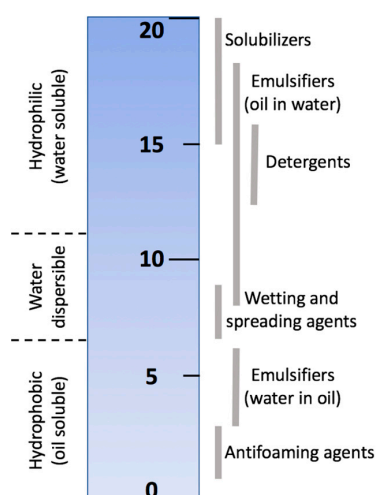 20
15
10
5
0
Hydrophilic
(water soluble)
Water
dispersible
Hydrophobic
(oil soluble)
Solubilizers
Emulsifiers
(oil in water)
Detergents
Wetting and
spreading agents
Emulsifiers
(water in oil)
Antifoaming agents